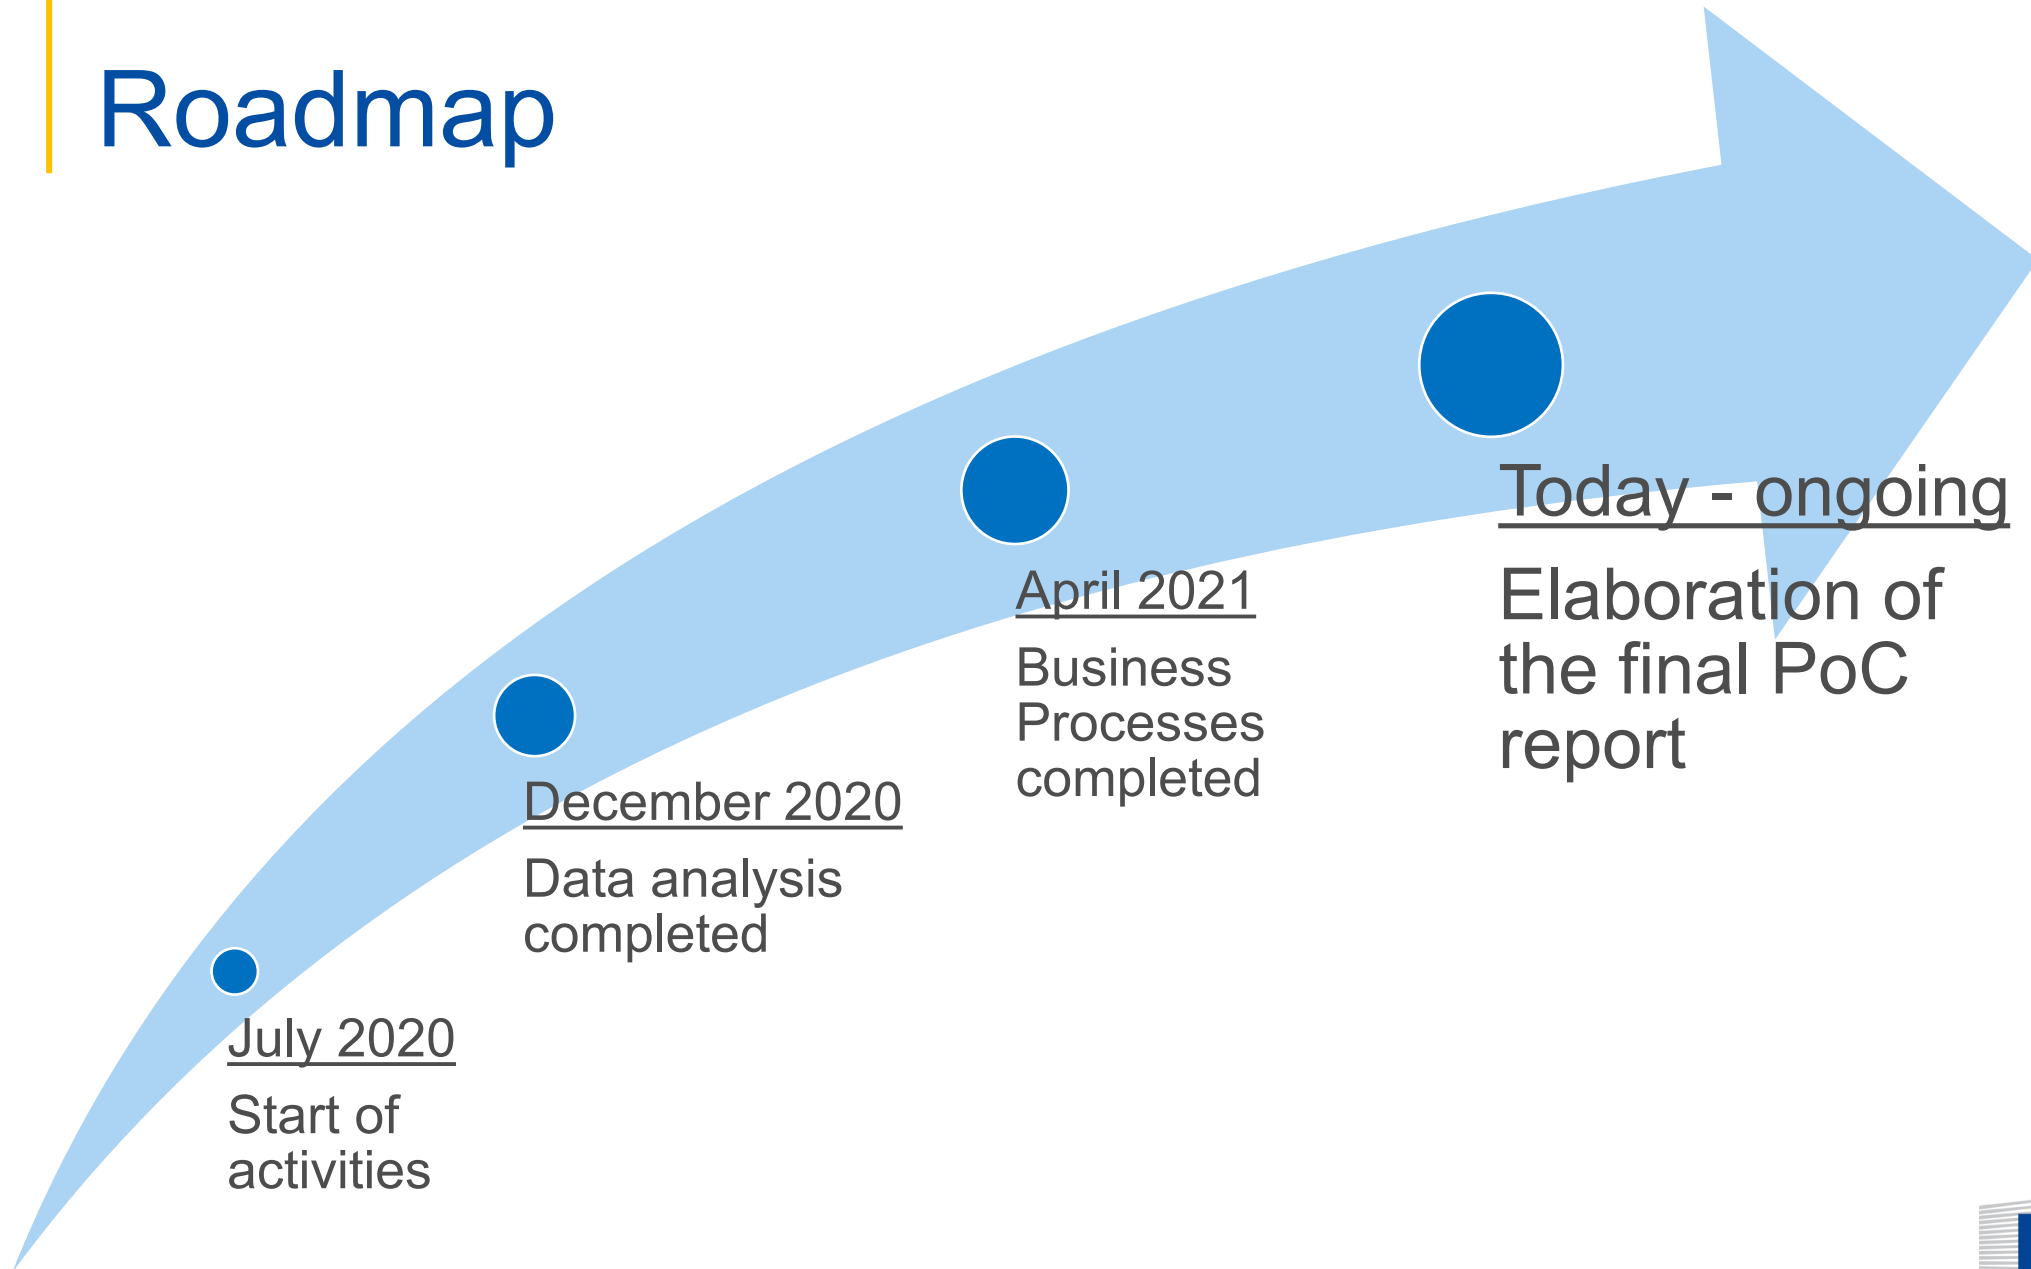 Roadmap
July 2020
Start of
activities
December 2020
Data analysis
completed
April 2021
Business
Processes
completed
Today - ongoing
Elaboration of
the final PoC
report